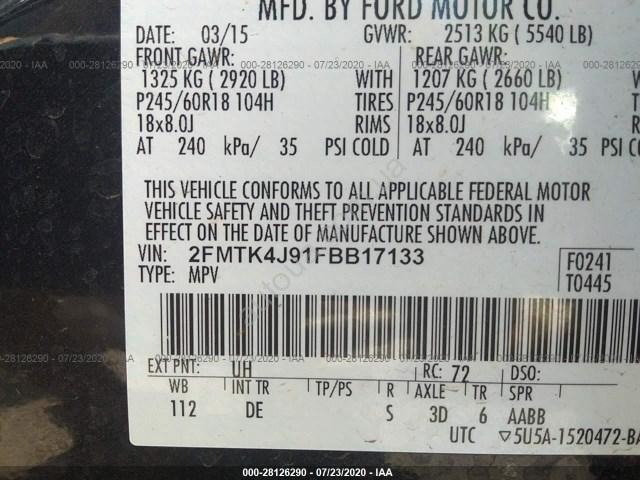 MFD. BY FORD MOTOR CO.
DATE: 03/15 GVWR: 2513 KG ( 5540 LB)
FRONT GAWR: REAR GAWR:
1325 KG ( 2920 LB) WITH 1207 KG ( 2660 LB)
P245/60R18 104H TIRES P245/60R18 104H
18x8.0J RIMS 18x8.0J
AT 240 kPa/ 35 PSI COLD AT 240 kPa/ 35 PSI C
THIS VEHICLE CONFORMS TO ALL APPLICABLE FEDERAL MOTOR
VEHICLE SAFETY AND THEFT PREVENTION STANDARDS IN
EFFECT ON THE DATE OF MANUFACTURE SHOWN ABOVE.
VIN: 2FMTK4J91FBB17133 F0241
TYPE: MPV T0445
EXT PNT: UH RC: 72 DSO:
WB INT TR TP/PS R AXLE TR SPR
112 DE S 3D 6 AABB
UTC ▽5U5A-1520472-BA
000-28126290 - 07/23/2020 - IAA